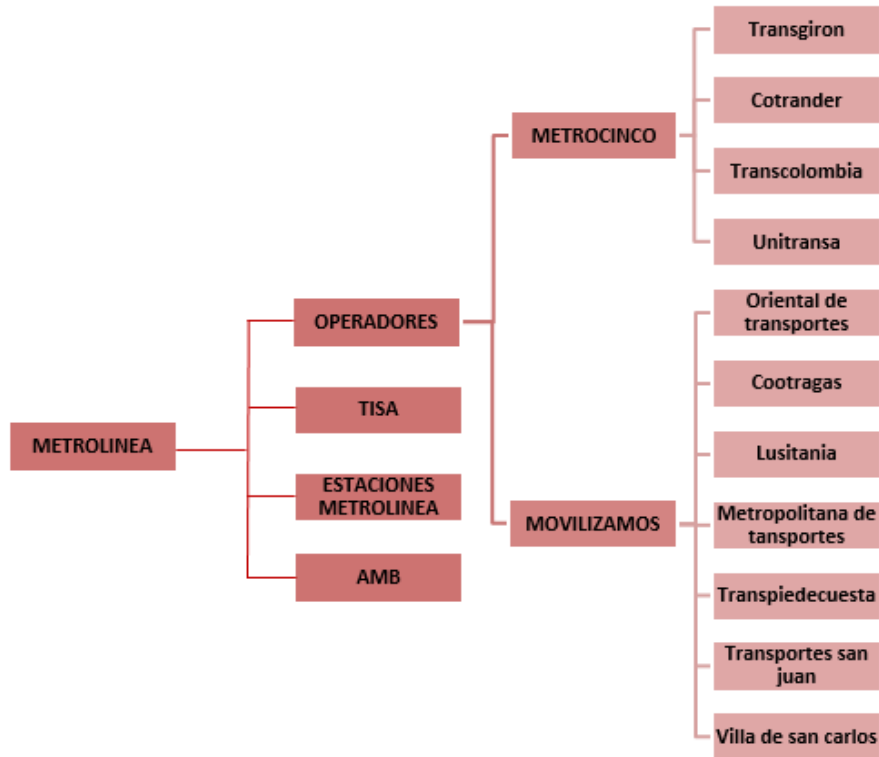 METROLINEA
OPERADORES
TISA
ESTACIONES
METROLINEA
AMB
METROCINCO
MOVILIZAMOS
Transgiron
Cotrander
Transcolombia
Unitransa
Oriental de
transportes
Cootragas
Lusitania
Metropolitana de
tansportes
Transpiedecuesta
Transportes san
juan
Villa de san carlos